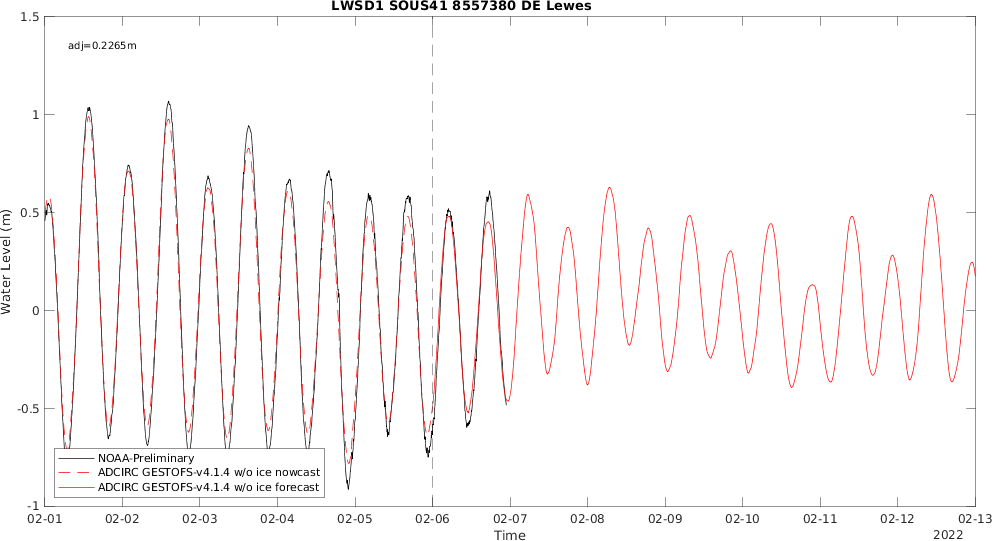 LWSD1 SOUS41 8557380 DE Lewes
adj=0.2265m
1.5
1
0.5
0
-0.5
-1
Water Level (m)
NOAA-Preliminary
ADCIRC GESTOFS-v4.1.4 w/o ice nowcast
ADCIRC GESTOFS-v4.1.4 w/o ice forecast
02-01 02-02 02-03 02-04 02-05 02-06 02-07 02-08 02-09 02-10 02-11 02-12 02-13
Time
2022